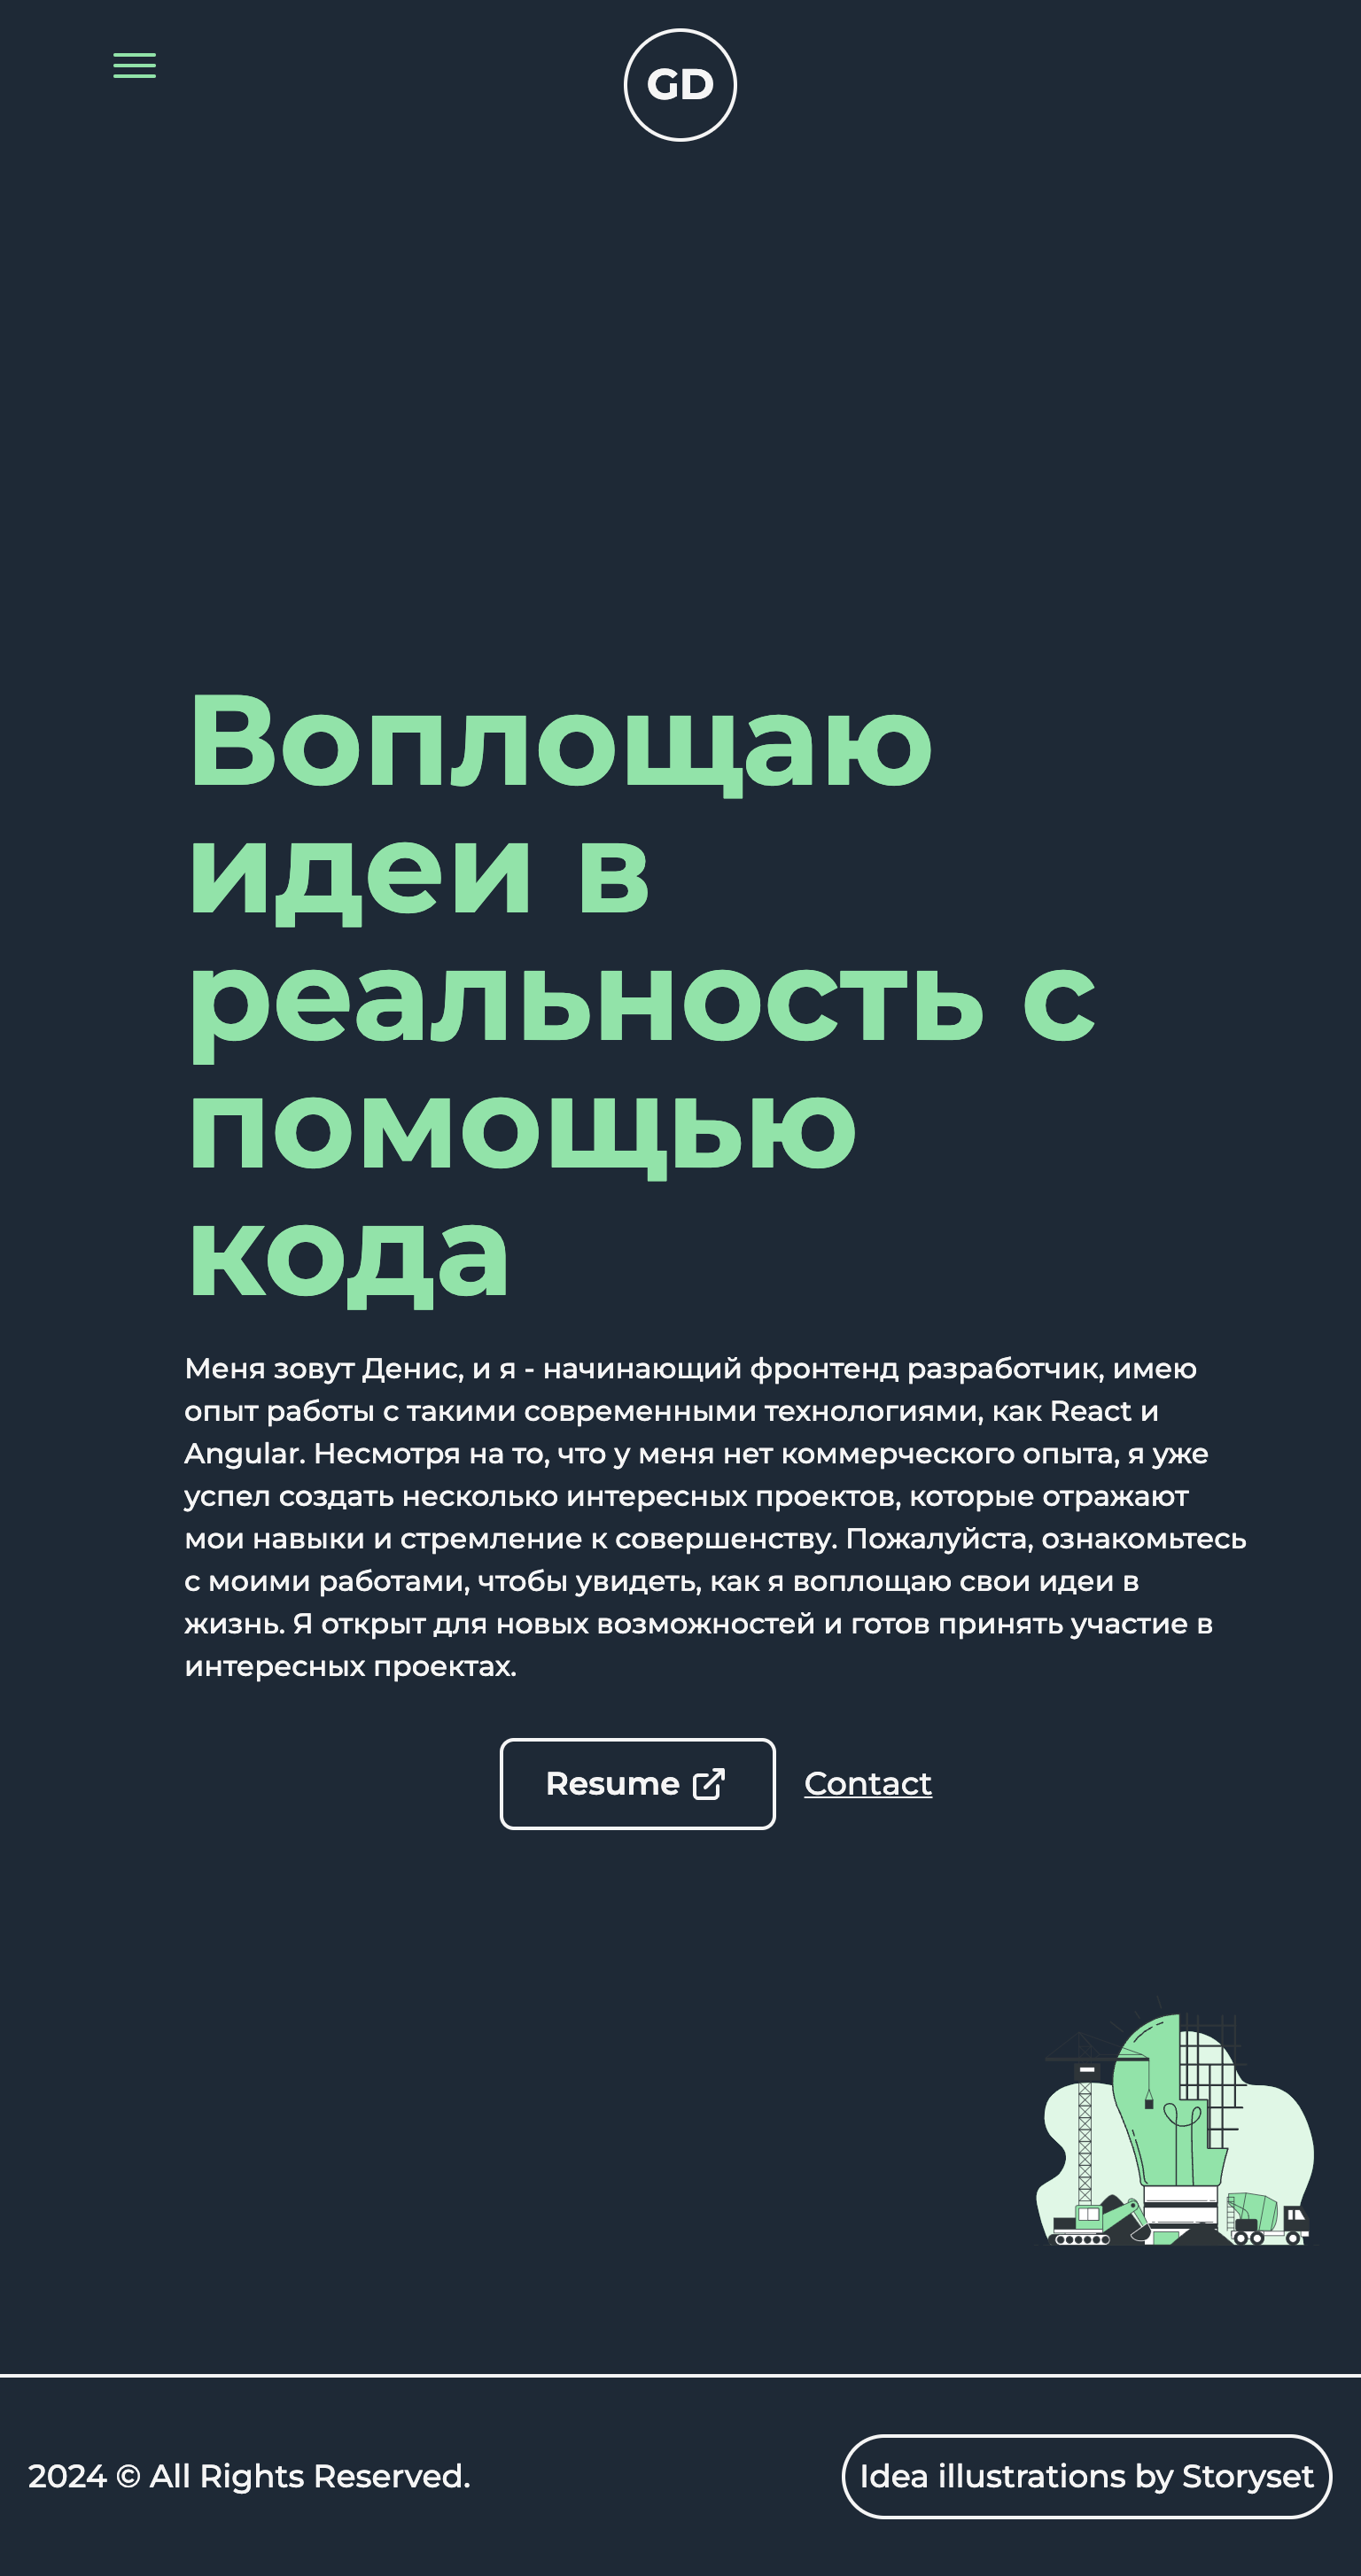 GD
Воплощаю
идеи в
реальность с
помощью
кода
Меня зовут Денис, и я - начинающий фронтенд разработчик, имею
опыт работы с такими современными технологиями, как React и
Angular. Несмотря на то, что у меня нет коммерческого опыта, я уже
успел создать несколько интересных проектов, которые отражают
мои навыки и стремление к совершенству. Пожалуйста, ознакомьтесь
с моими работами, чтобы увидеть, как я воплощаю свои идеи в
жизнь. Я открыт для новых возможностей и готов принять участие в
интересных проектах.
Resume
Contact
2024 © All Rights Reserved.
Idea illustrations by Storyset